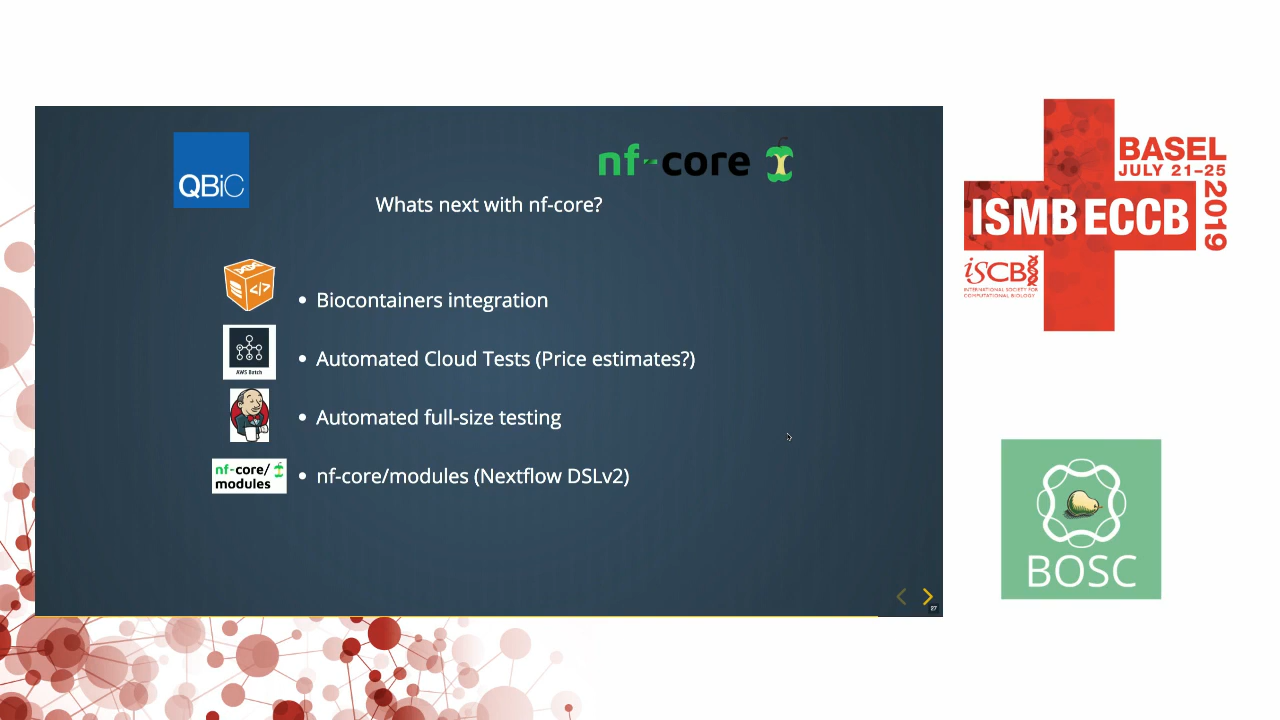 QBiC
nf-core
Whats next with nf-core?
Biocontainers integration
AWS Batch
Automated Cloud Tests (Price estimates?)
Automated full-size testing
nf-core/
modules
nf-core/modules (Nextflow DSLv2)
27
BASEL
JULY 21-25
2019
ISMB ECCB
iSCB
INTERNATIONAL SOCIETY FOR
COMPUTATIONAL BIOLOGY
BOSC